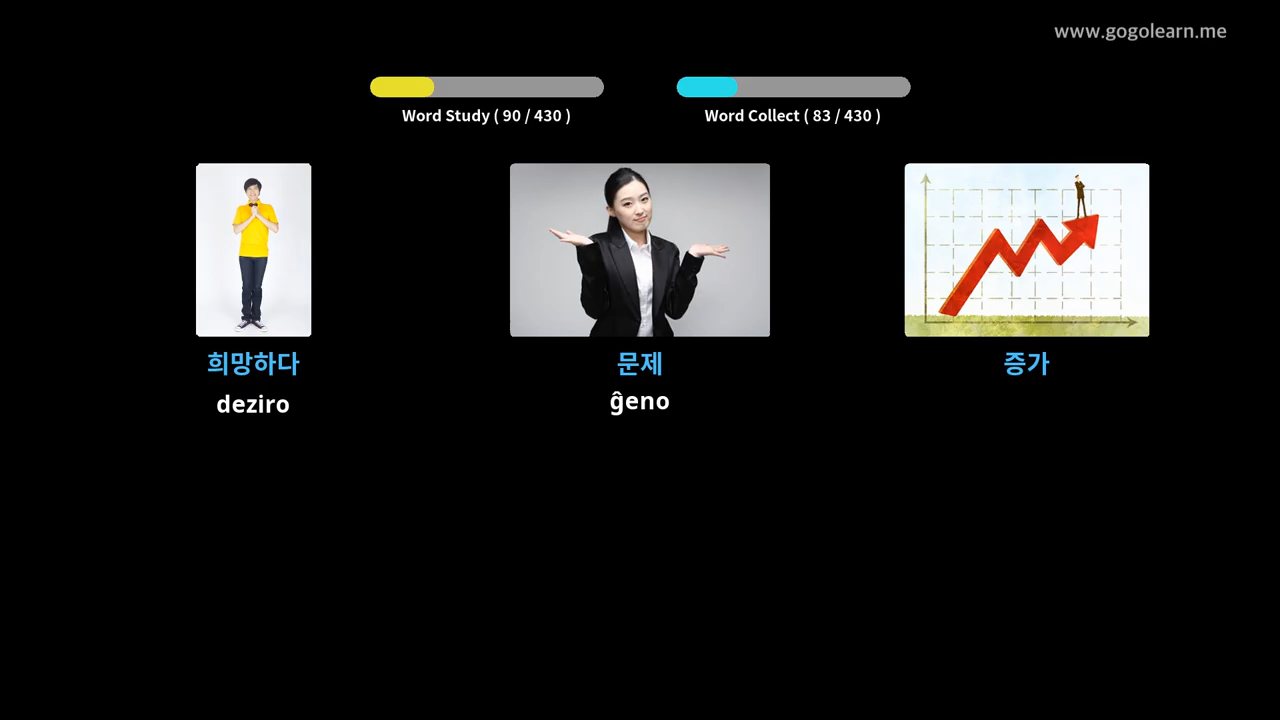 www.gogolearn.me
Word Study ( 90 / 430 )
Word Collect ( 83 / 430 )
희망하다
문제
증가
deziro
ĝeno